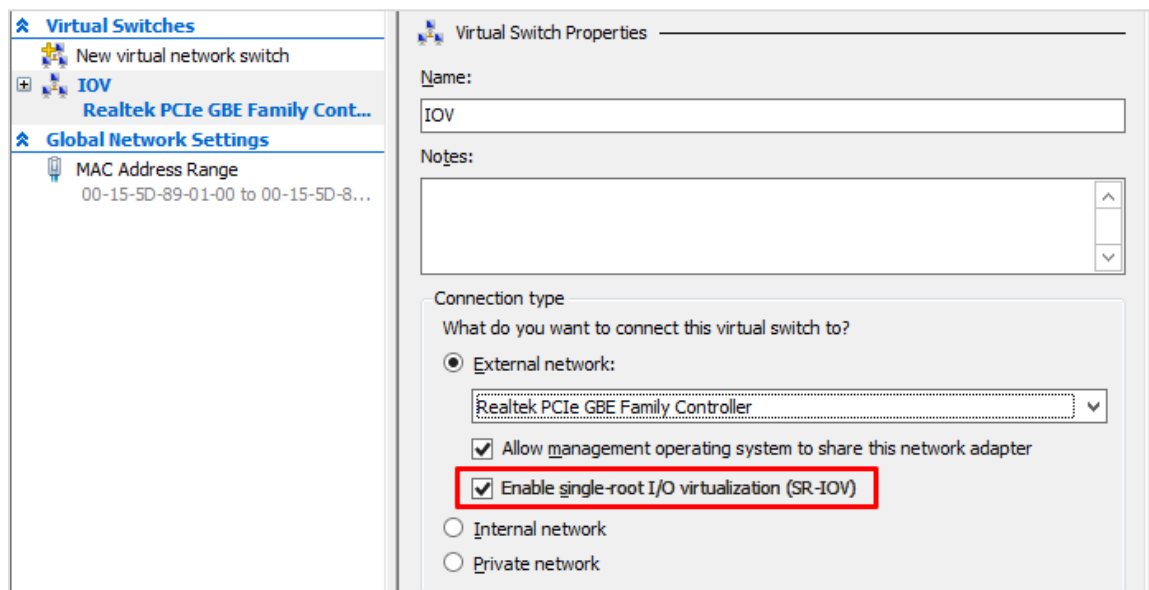 Virtual Switches
New virtual network switch
IOV
Realtek PCIe GBE Family Cont...
Global Network Settings
MAC Address Range
00-15-5D-89-01-00 to 00-15-5D-8...
Virtual Switch Properties
Name:
IOV
Notes:
Connection type
What do you want to connect this virtual switch to?
External network:
Realtek PCIe GBE Family Controller
Allow management operating system to share this network adapter
Enable single-root I/O virtualization (SR-IOV)
Internal network
Private network